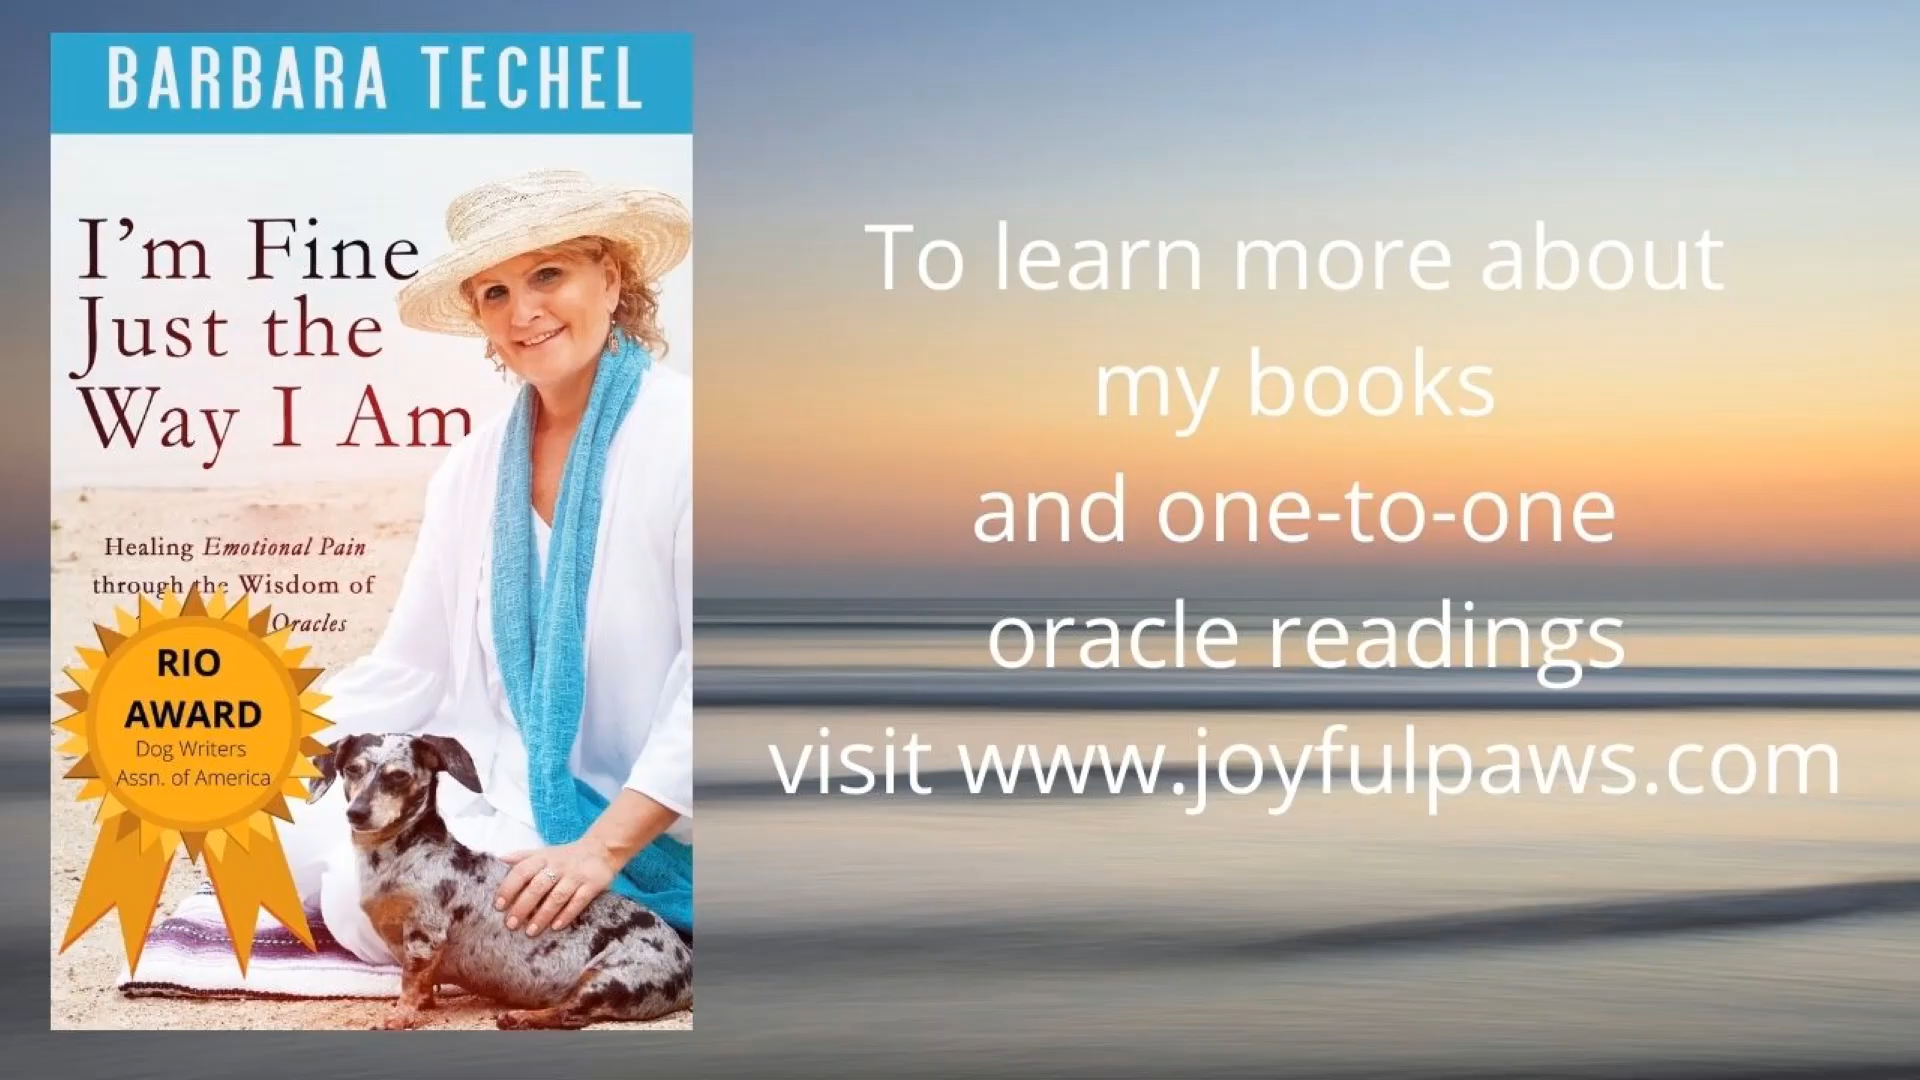 BARBARA TECHEL
I'm Fine
Just the
Way I Am
Healing Emotional Pain
through the Wisdom of
Oracles
RIO
AWARD
Dog Writers
Assn. of America
To learn more about
my books
and one-to-one
oracle readings
visit www.joyfulpaws.com